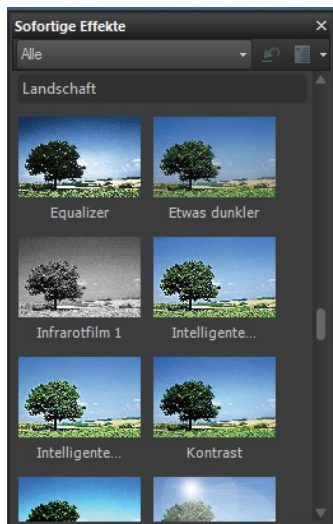 Sofortige Effekte
Alle
Landschaft
Equalizer
Etwas dunkler
Infrarotfilm 1
Intelligente...
Intelligente...
Kontrast